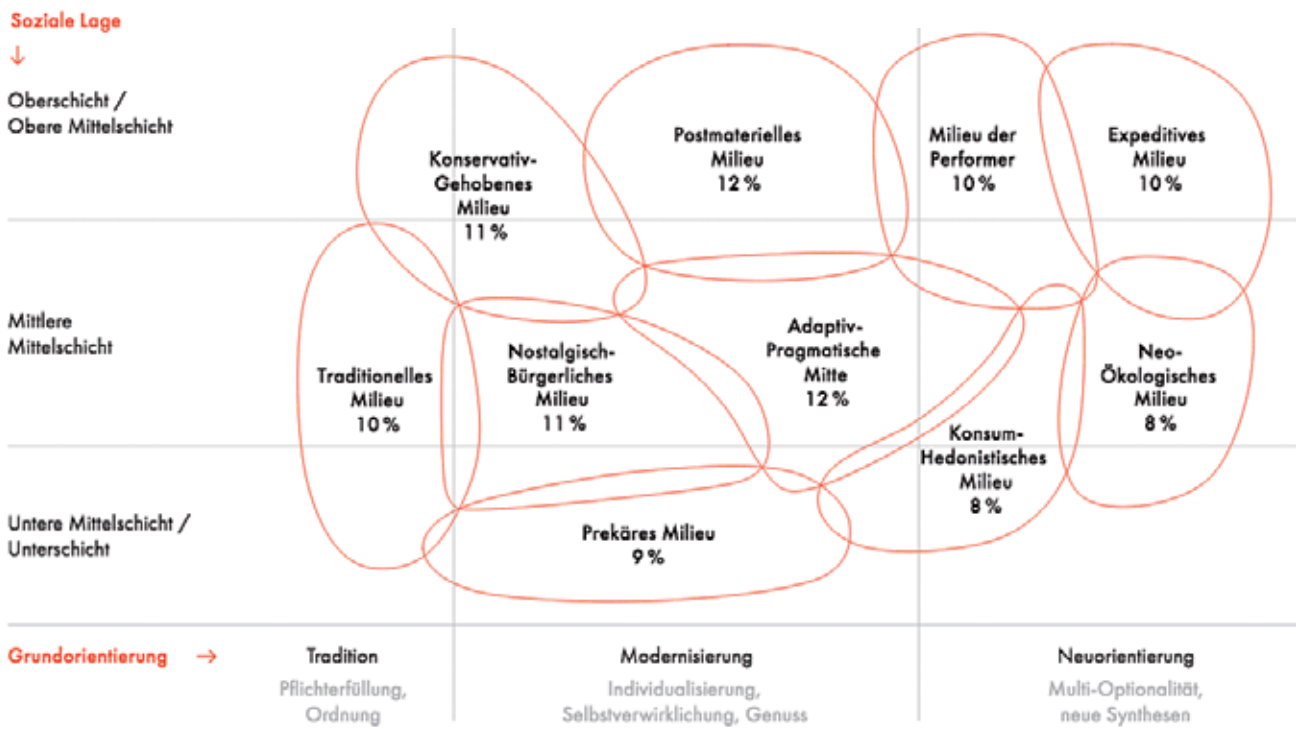 Soziale Lage
↓
Oberschicht /
Obere Mittelschicht
Konservativ-
Gehobenes
Milieu
11 %
Postmaterielles
Milieu
12 %
Milieu der
Performer
10 %
Expeditives
Milieu
10 %
Mittlere
Mittelschicht
Traditionelles
Milieu
10 %
Nostalgisch-
Bürgerliches
Milieu
11 %
Adaptiv-
Pragmatische
Mitte
12 %
Konsum-
Hedonistisches
Milieu
8 %
Neo-
Ökologisches
Milieu
8 %
Untere Mittelschicht /
Unterschicht
Prekäres Milieu
9 %
Grundorientierung →
Tradition
Pflichterfüllung,
Ordnung
Modernisierung
Individualisierung,
Selbstverwirklichung, Genuss
Neuorientierung
Multi-Optionalität,
neue Synthesen